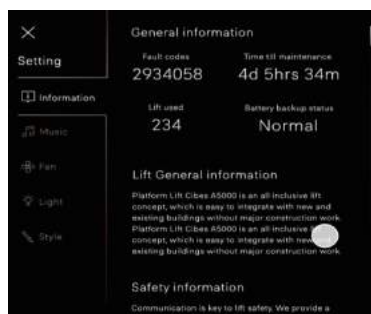 General information
Setting
Fault codes
Time till maintenance
2934058
4d 5hrs 34m
Information
Lift used
Battery backup status
234
Normal
Music
Fan
Light
Style
Lift General information
Platform Lift Cibes A5000 is an all inclusive lift
concept, which is easy to integrate with new and
existing buildings without major construction work.
Platform Lift Cibes A5000 is an all inclusive
concept, which is easy to integrate with new and
existing buildings without major construction work.
Safety information
Communication is key to lift safety. We provide a